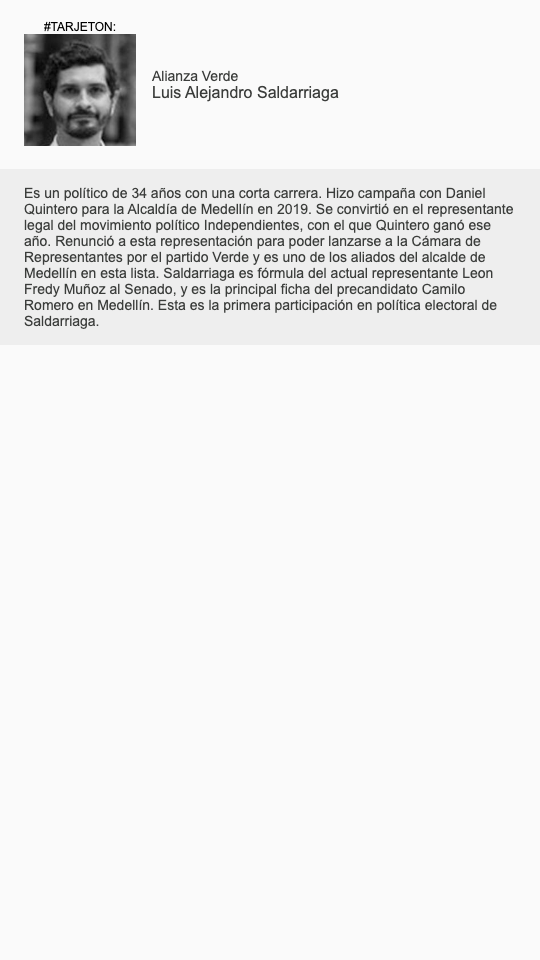 #TARJETON:
Alianza Verde
Luis Alejandro Saldarriaga
Es un político de 34 años con una corta carrera. Hizo campaña con Daniel
Quintero para la Alcaldía de Medellín en 2019. Se convirtió en el representante
legal del movimiento político Independientes, con el que Quintero ganó ese
año. Renunció a esta representación para poder lanzarse a la Cámara de
Representantes por el partido Verde y es uno de los aliados del alcalde de
Medellín en esta lista. Saldarriaga es fórmula del actual representante Leon
Fredy Muñoz al Senado, y es la principal ficha del precandidato Camilo
Romero en Medellín. Esta es la primera participación en política electoral de
Saldarriaga.